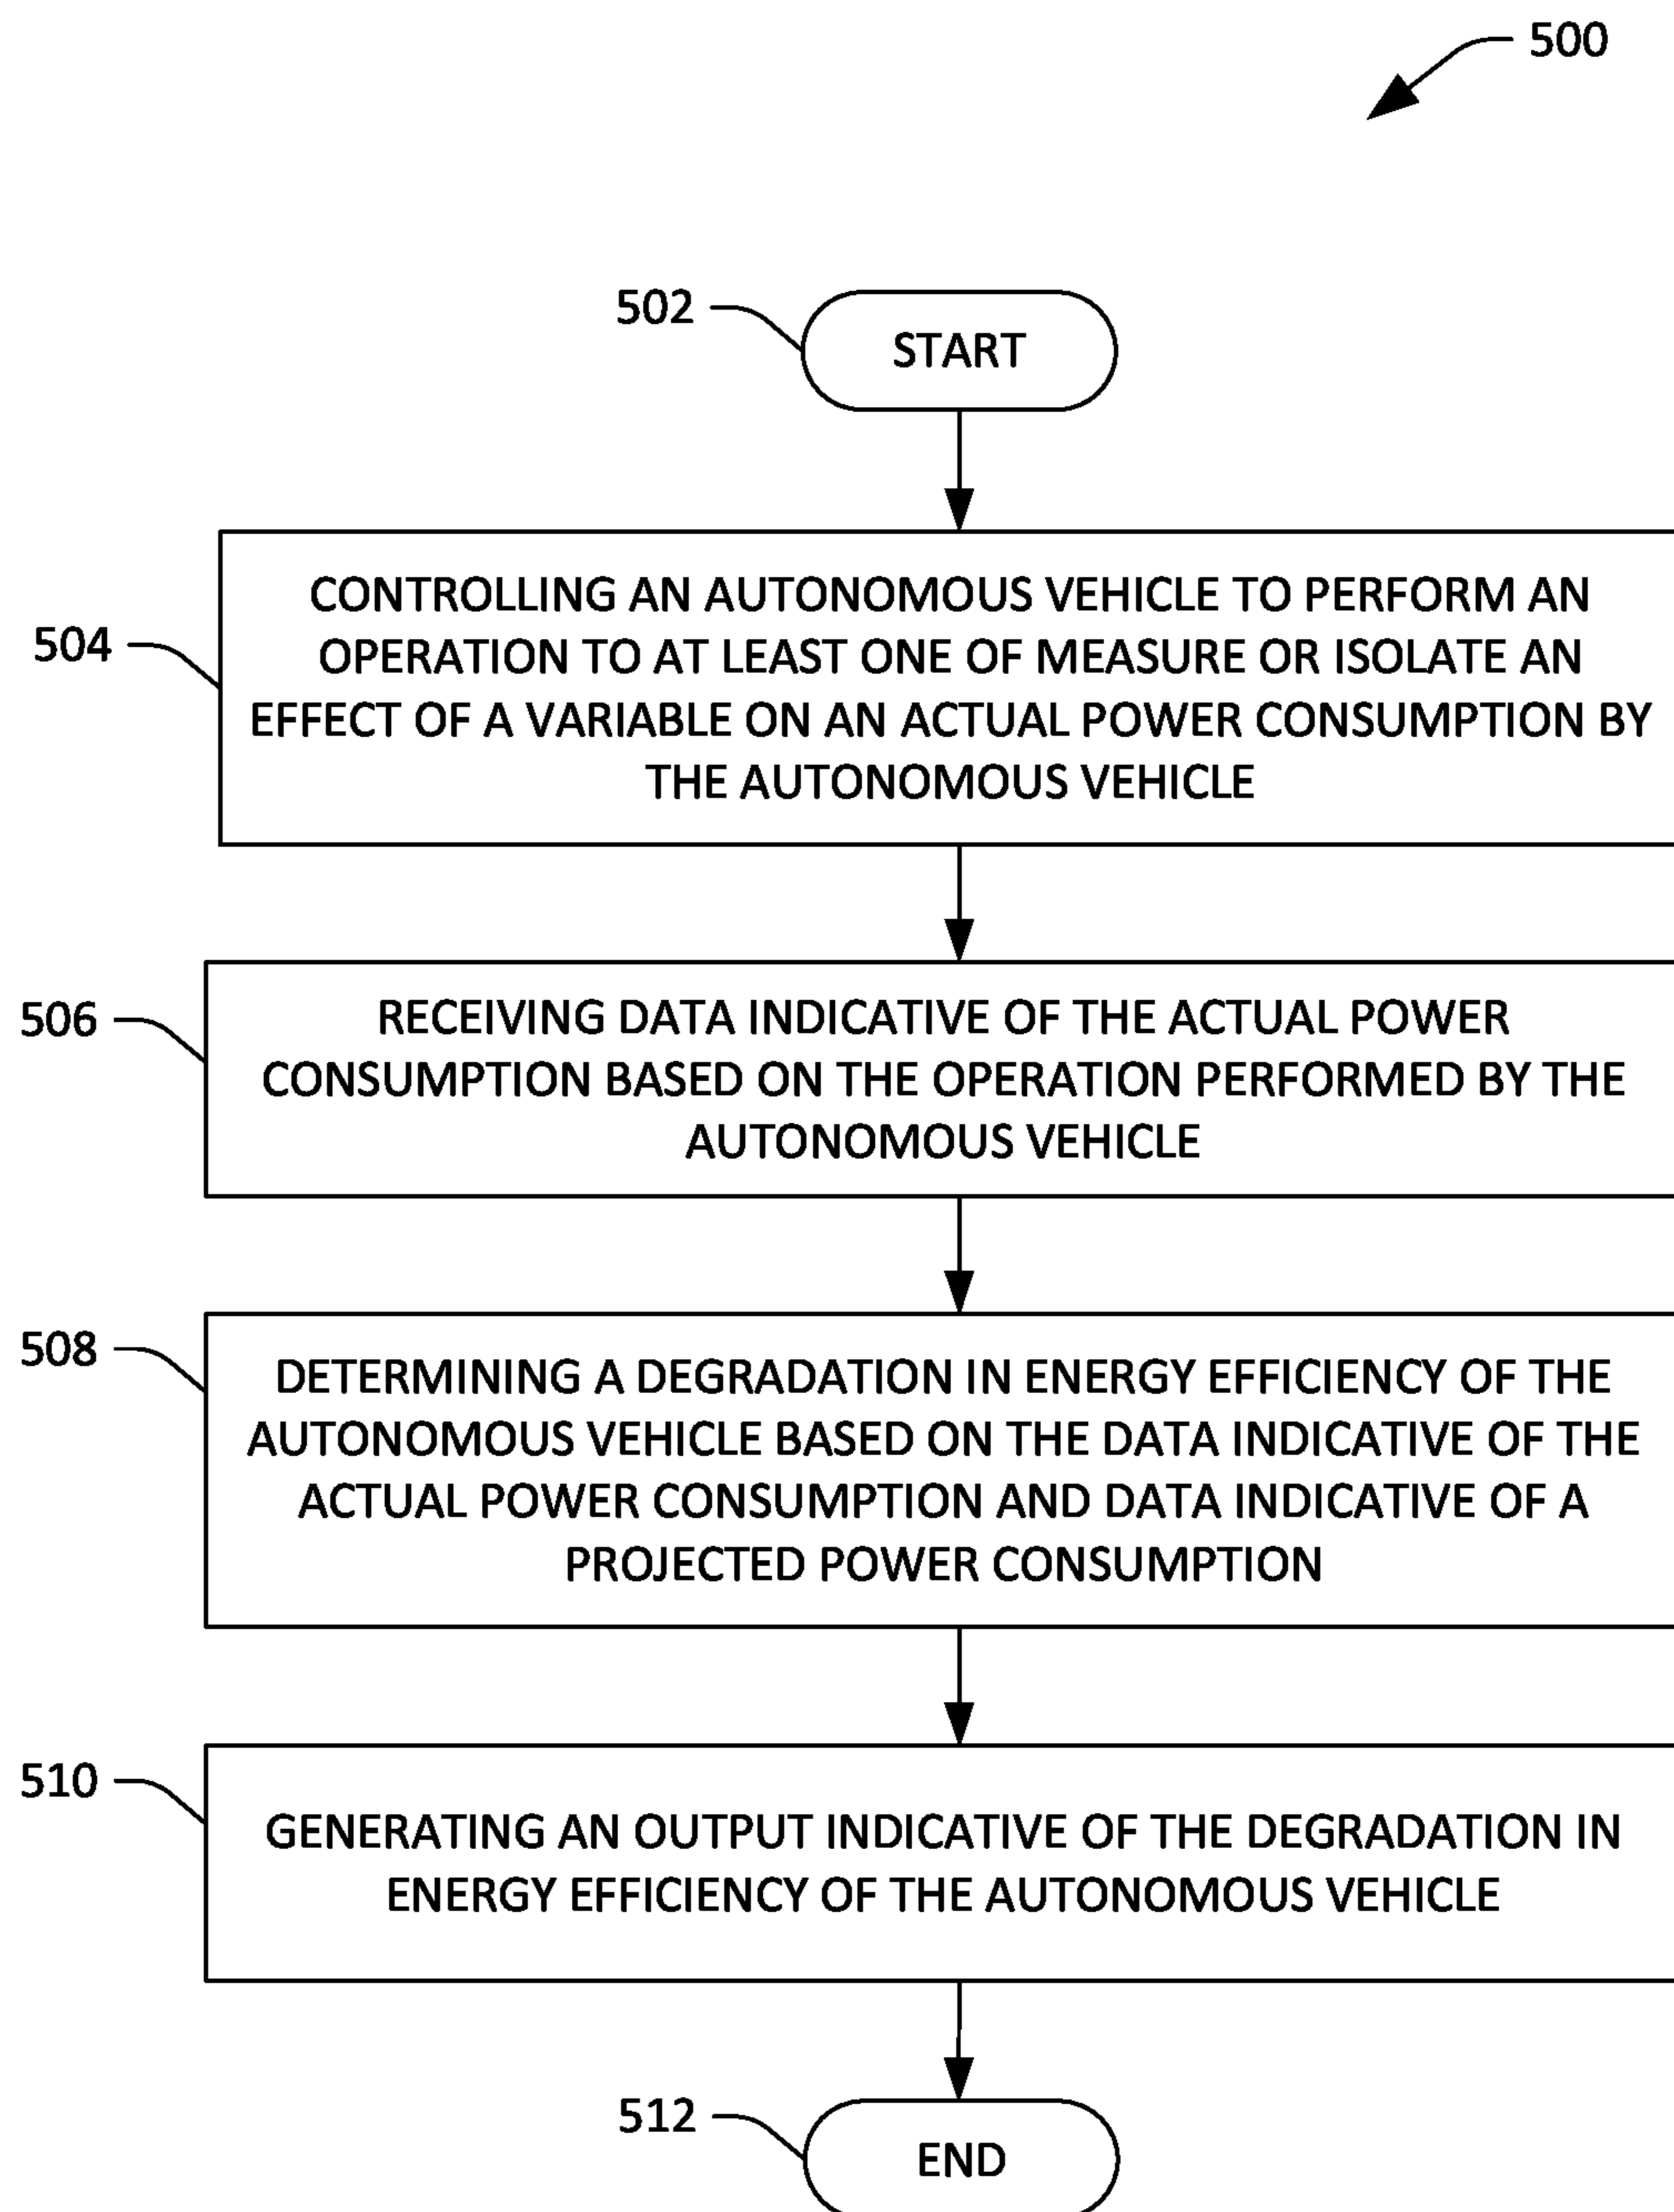 500
502
START
504
CONTROLLING AN AUTONOMOUS VEHICLE TO PERFORM AN
OPERATION TO AT LEAST ONE OF MEASURE OR ISOLATE AN
EFFECT OF A VARIABLE ON AN ACTUAL POWER CONSUMPTION BY
THE AUTONOMOUS VEHICLE
506
RECEIVING DATA INDICATIVE OF THE ACTUAL POWER
CONSUMPTION BASED ON THE OPERATION PERFORMED BY THE
AUTONOMOUS VEHICLE
508
DETERMINING A DEGRADATION IN ENERGY EFFICIENCY OF THE
AUTONOMOUS VEHICLE BASED ON THE DATA INDICATIVE OF THE
ACTUAL POWER CONSUMPTION AND DATA INDICATIVE OF A
PROJECTED POWER CONSUMPTION
510
GENERATING AN OUTPUT INDICATIVE OF THE DEGRADATION IN
ENERGY EFFICIENCY OF THE AUTONOMOUS VEHICLE
512
END